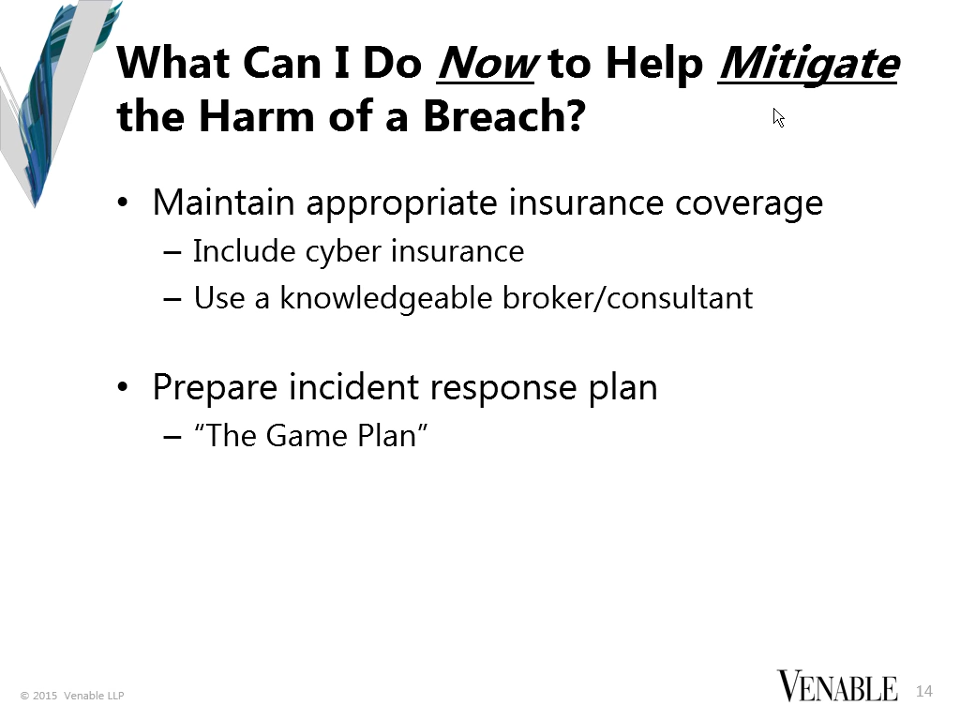 What Can I Do Now to Help Mitigate
the Harm of a Breach?
• Maintain appropriate insurance coverage
– Include cyber insurance
– Use a knowledgeable broker/consultant
• Prepare incident response plan
– “The Game Plan”
© 2015 Venable LLP
VENABLE 14